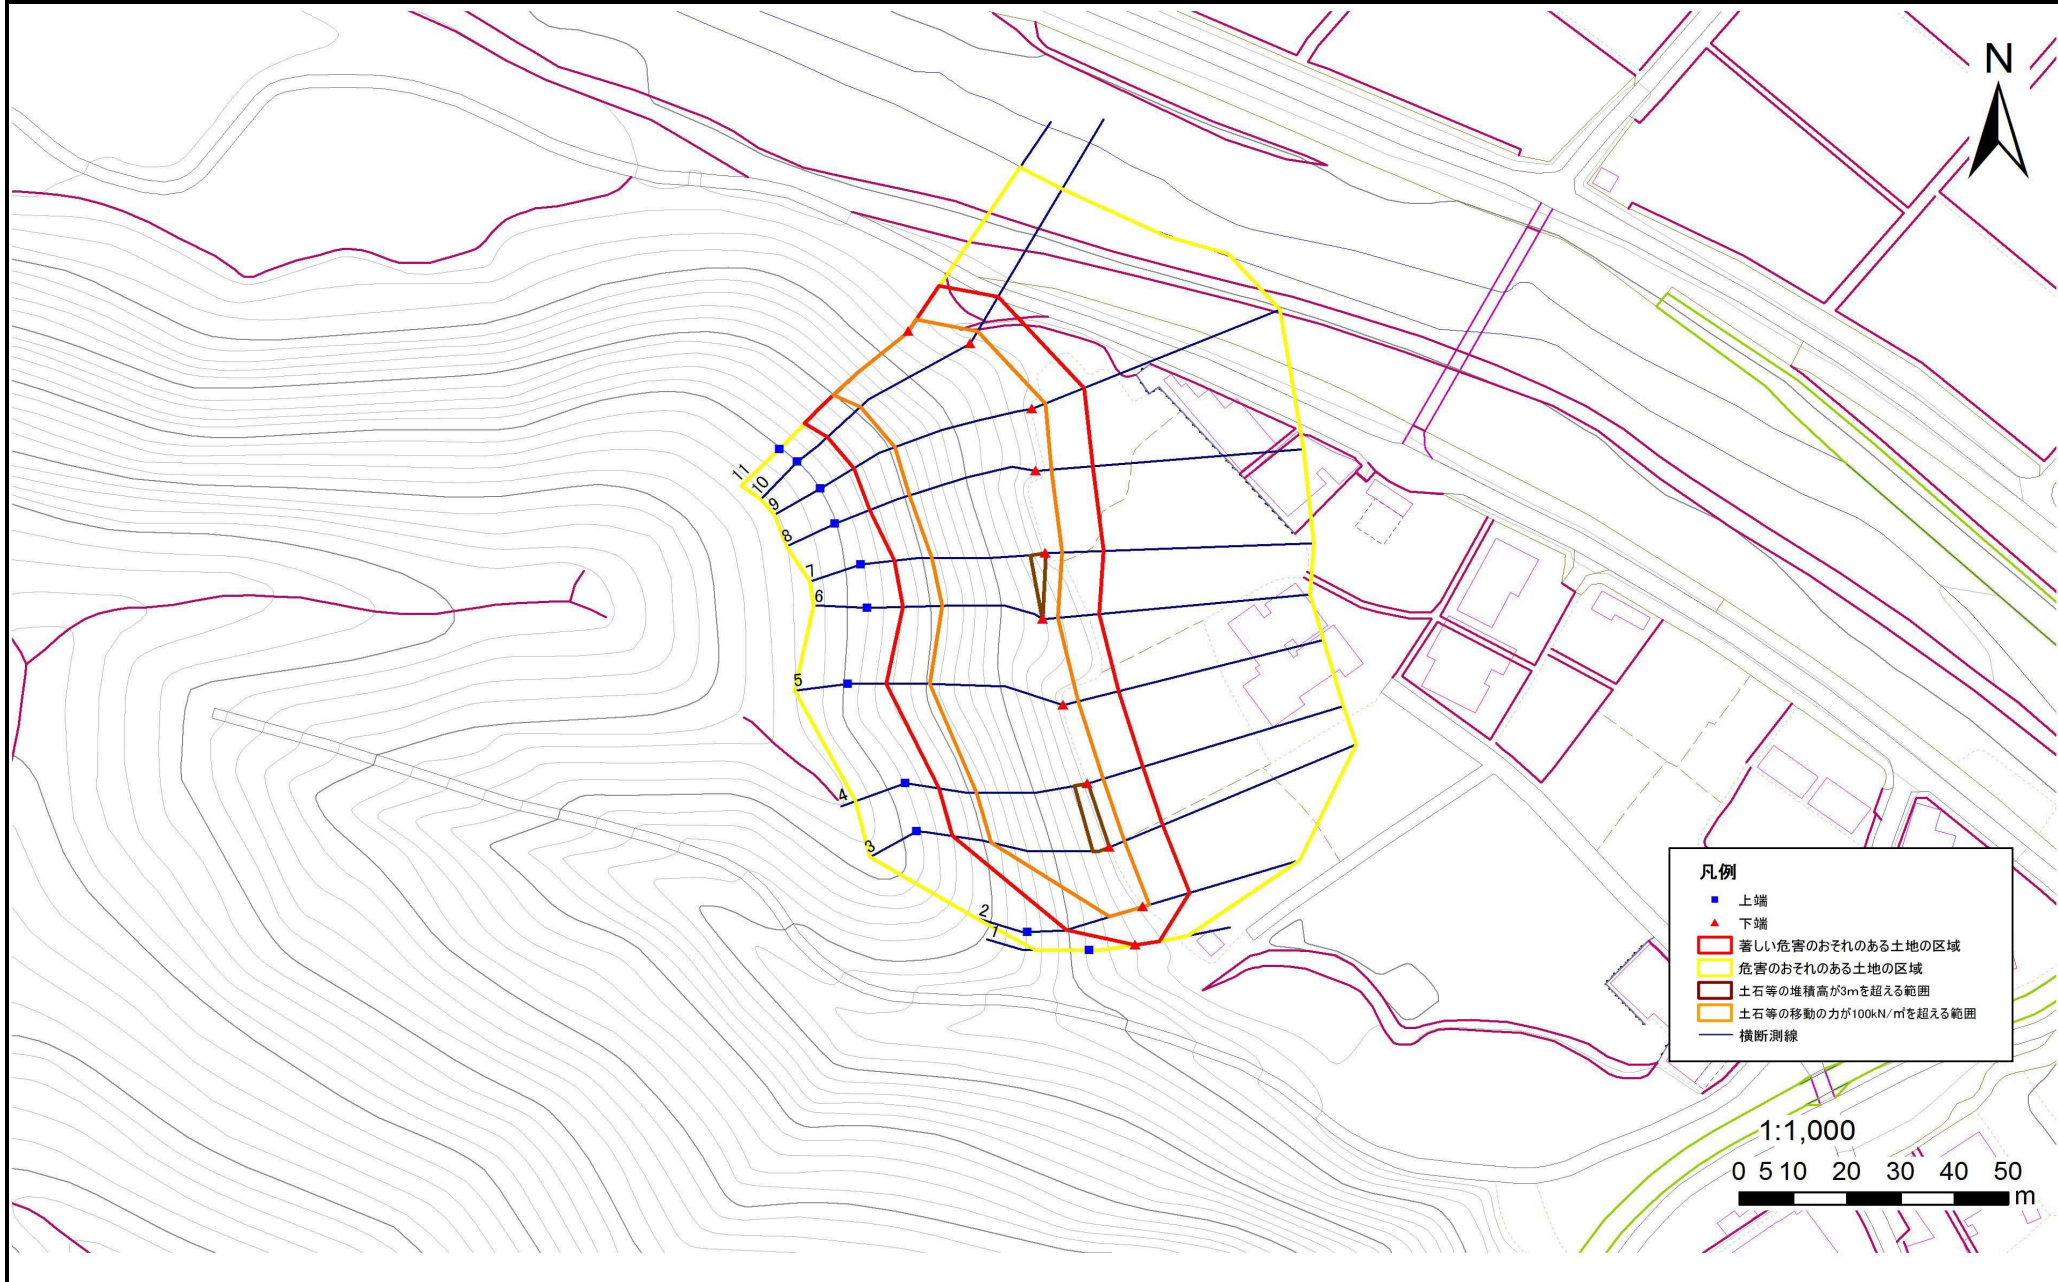 N
11
10
9
8
7
6
5
4
3
2
1
凡例
上端
下端
著しい危害のおそれのある土地の区域
危害のおそれのある土地の区域
土石等の堆積高が3mを超える範囲
土石等の移動の力が100kN/㎡を超える範囲
横断測線
1:1,000
0 5 10 20 30 40 50
m